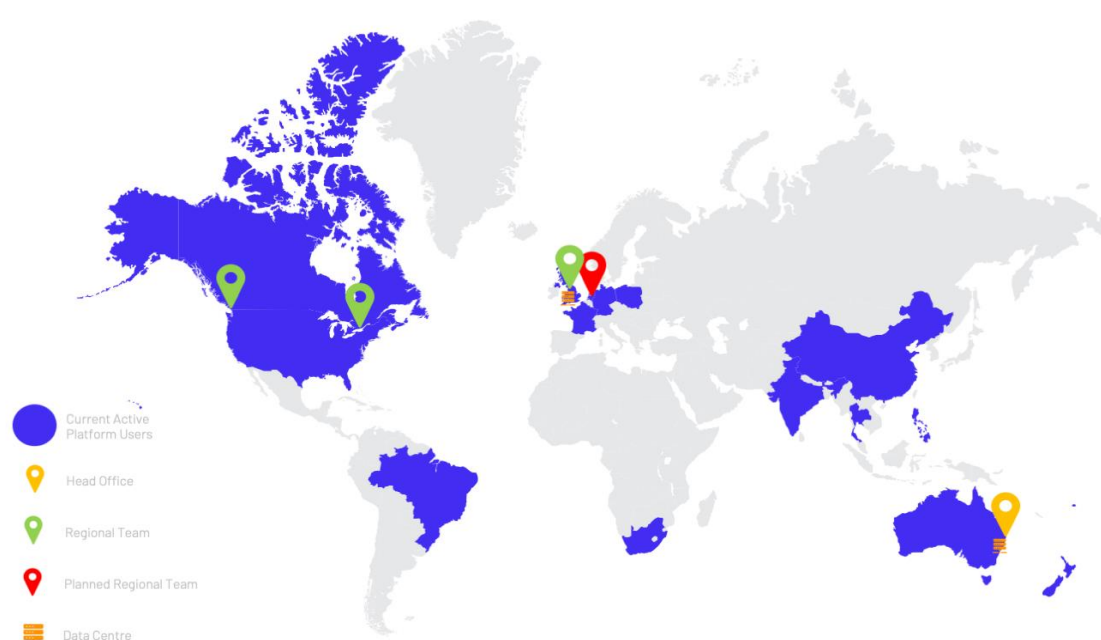 Current Active
Platform Users
Head Office
Regional Team
Planned Regional Team
Data Centre